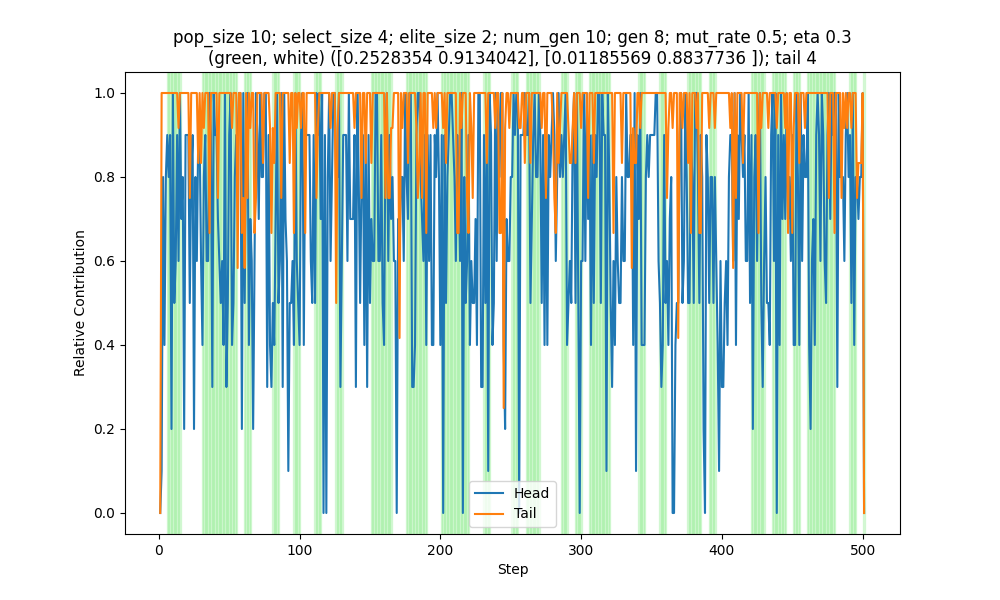 pop_size 10; select_size 4; elite_size 2; num_gen 10; gen 8; mut_rate 0.5; eta 0.3
(green, white) ([0.2528354 0.9134042], [0.01185569 0.8837736 ]); tail 4
1.0
0.8
0.6
0.4
0.2
0.0
Relative Contribution
Head
Tail
0
100
200
300
400
500
Step